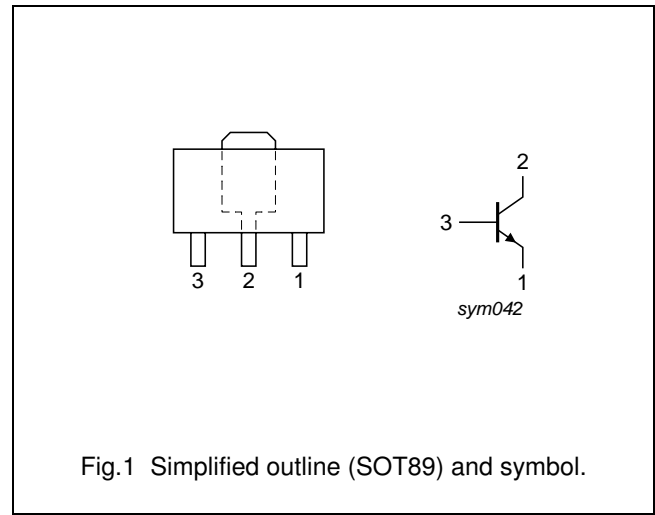 3 2 1
2
3
1
sym042
Fig.1 Simplified outline (SOT89) and symbol.